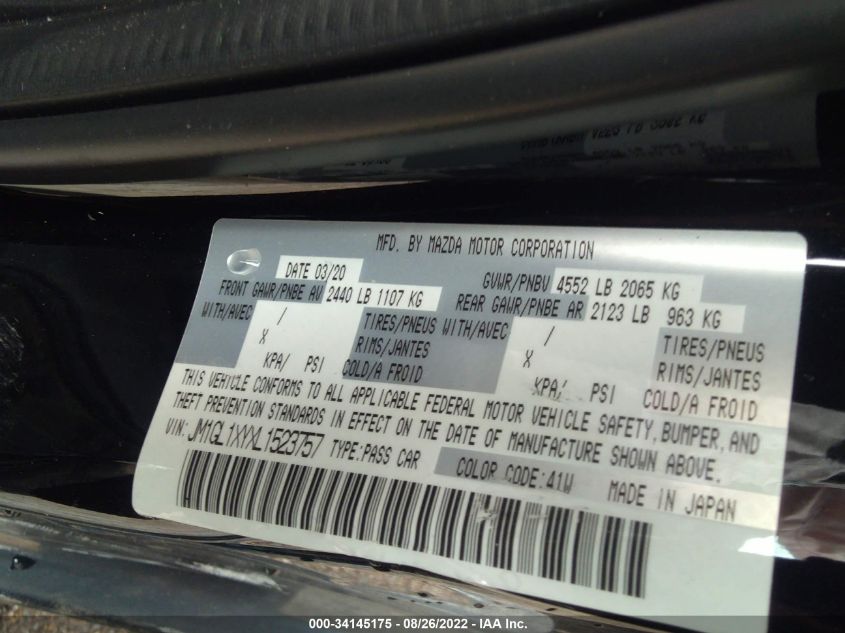 MFD. BY MAZDA MOTOR CORPORATION
DATE 03/20 GVWR/PNBV 4552 LB 2065 KG
FRONT GAWR/PNBE AV 2440 LB 1107 KG REAR GAWR/PNBE AR 2123 LB 963 KG
WITH/AVEC / TIRES/PNEUS WITH/AVEC / TIRES/PNEUS
X RIMS/JANTES X RIMS/JANTES
KPA/ PSI COLD/A FROID KPA/ PSI COLD/A FROID
THIS VEHICLE CONFORMS TO ALL APPLICABLE FEDERAL MOTOR VEHICLE SAFETY, BUMPER, AND
THEFT PREVENTION STANDARDS IN EFFECT ON THE DATE OF MANUFACTURE SHOWN ABOVE.
VIN: JM1GL1XYXL1523757 TYPE:PASS CAR COLOR CODE:41W MADE IN JAPAN
000-34145175 - 08/26/2022 - IAA Inc.